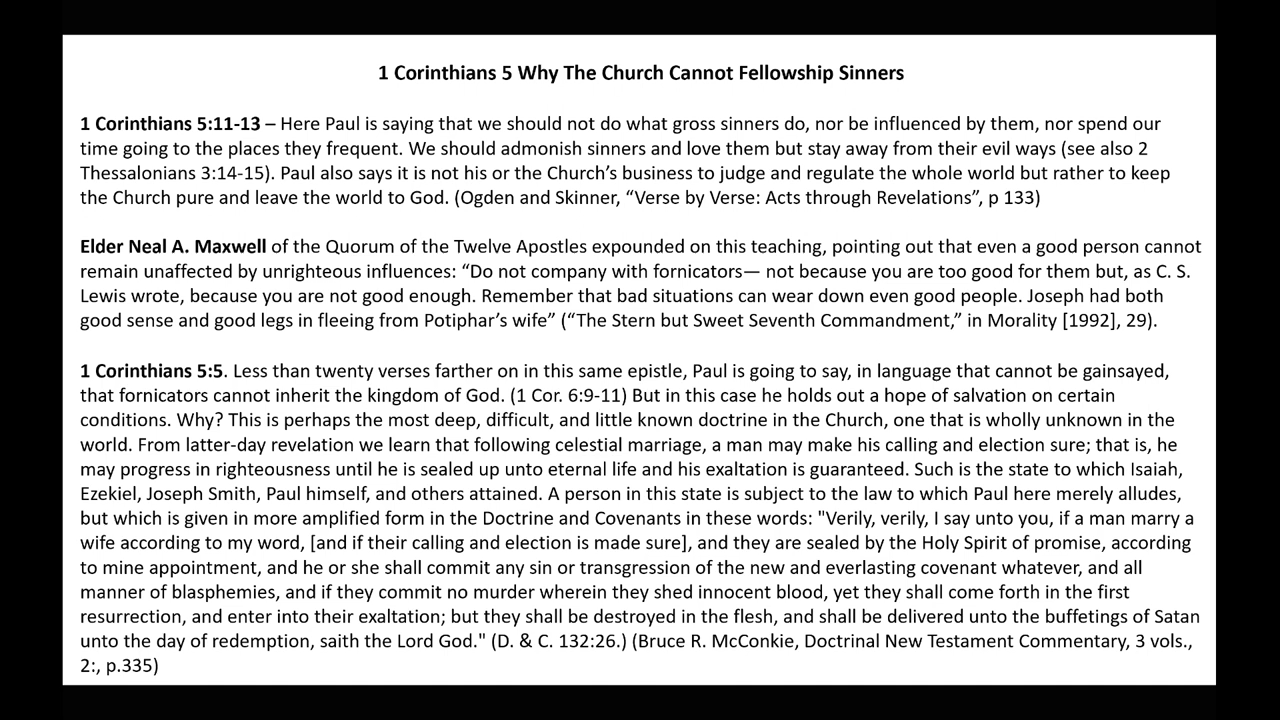 1 Corinthians 5 Why The Church Cannot Fellowship Sinners
1 Corinthians 5:11-13 – Here Paul is saying that we should not do what gross sinners do, nor be influenced by them, nor spend our
time going to the places they frequent. We should admonish sinners and love them but stay away from their evil ways (see also 2
Thessalonians 3:14-15). Paul also says it is not his or the Church's business to judge and regulate the whole world but rather to keep
the Church pure and leave the world to God. (Ogden and Skinner, "Verse by Verse: Acts through Revelations", p 133)
Elder Neal A. Maxwell of the Quorum of the Twelve Apostles expounded on this teaching, pointing out that even a good person cannot
remain unaffected by unrighteous influences: "Do not company with fornicators— not because you are too good for them but, as C. S.
Lewis wrote, because you are not good enough. Remember that bad situations can wear down even good people. Joseph had both
good sense and good legs in fleeing from Potiphar's wife" ("The Stern but Sweet Seventh Commandment," in Morality [1992], 29).
1 Corinthians 5:5. Less than twenty verses farther on in this same epistle, Paul is going to say, in language that cannot be gainsayed,
that fornicators cannot inherit the kingdom of God. (1 Cor. 6:9-11) But in this case he holds out a hope of salvation on certain
conditions. Why? This is perhaps the most deep, difficult, and little known doctrine in the Church, one that is wholly unknown in the
world. From latter-day revelation we learn that following celestial marriage, a man may make his calling and election sure; that is, he
may progress in righteousness until he is sealed up unto eternal life and his exaltation is guaranteed. Such is the state to which Isaiah,
Ezekiel, Joseph Smith, Paul himself, and others attained. A person in this state is subject to the law to which Paul here merely alludes,
but which is given in more amplified form in the Doctrine and Covenants in these words: "Verily, verily, I say unto you, if a man marry a
wife according to my word, [and if their calling and election is made sure], and they are sealed by the Holy Spirit of promise, according
to mine appointment, and he or she shall commit any sin or transgression of the new and everlasting covenant whatever, and all
manner of blasphemies, and if they commit no murder wherein they shed innocent blood, yet they shall come forth in the first
resurrection, and enter into their exaltation; but they shall be destroyed in the flesh, and shall be delivered unto the buffetings of Satan
unto the day of redemption, saith the Lord God." (D. & C. 132:26.) (Bruce R. McConkie, Doctrinal New Testament Commentary, 3 vols.,
2:, p.335)